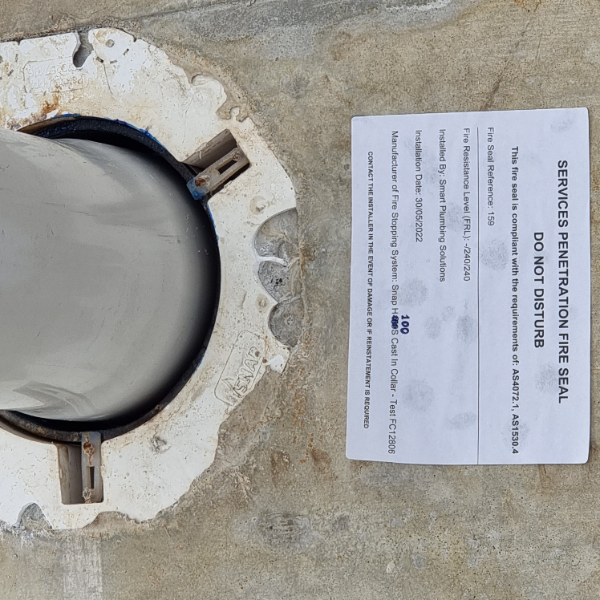 SERVICES PENETRATION FIRE SEAL
DO NOT DISTURB
This fire seal is compliant with the requirements of: AS4072.1, AS1530.4
Fire Seal Reference: 159
Fire Resistance Level (FRL): -/240/240
Installed By: Smart Plumbing Solutions
Installation Date: 30/05/2022
100
Manufacturer of Fire Stopping System: Snap S Cast In Collar - Test FC12806
CONTACT THE INSTALLER IN THE EVENT OF DAMAGE OR IF REINSTATEMENT IS REQUIRED
SNAP